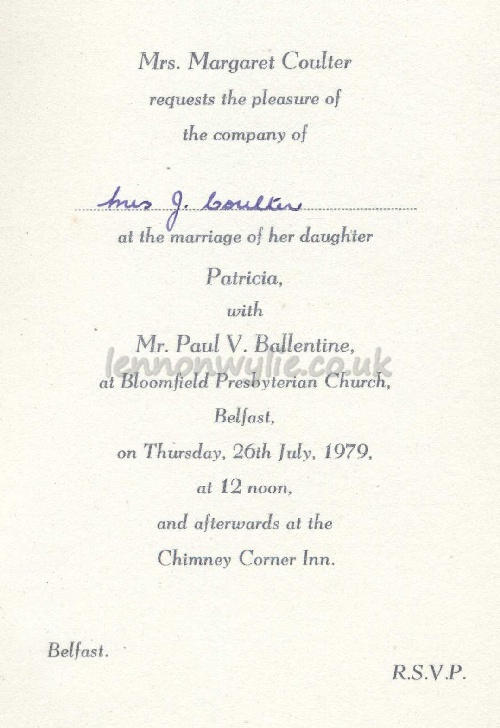 Mrs. Margaret Coulter
requests the pleasure of
the company of
Mrs J. Coulter
at the marriage of her daughter
Patricia,
with
Mr. Paul V. Ballentine,
lennonwylie.co.uk
at Bloomfield Presbyterian Church,
Belfast,
on Thursday, 26th July, 1979,
at 12 noon,
and afterwards at the
Chimney Corner Inn.
Belfast.
R.S.V.P.